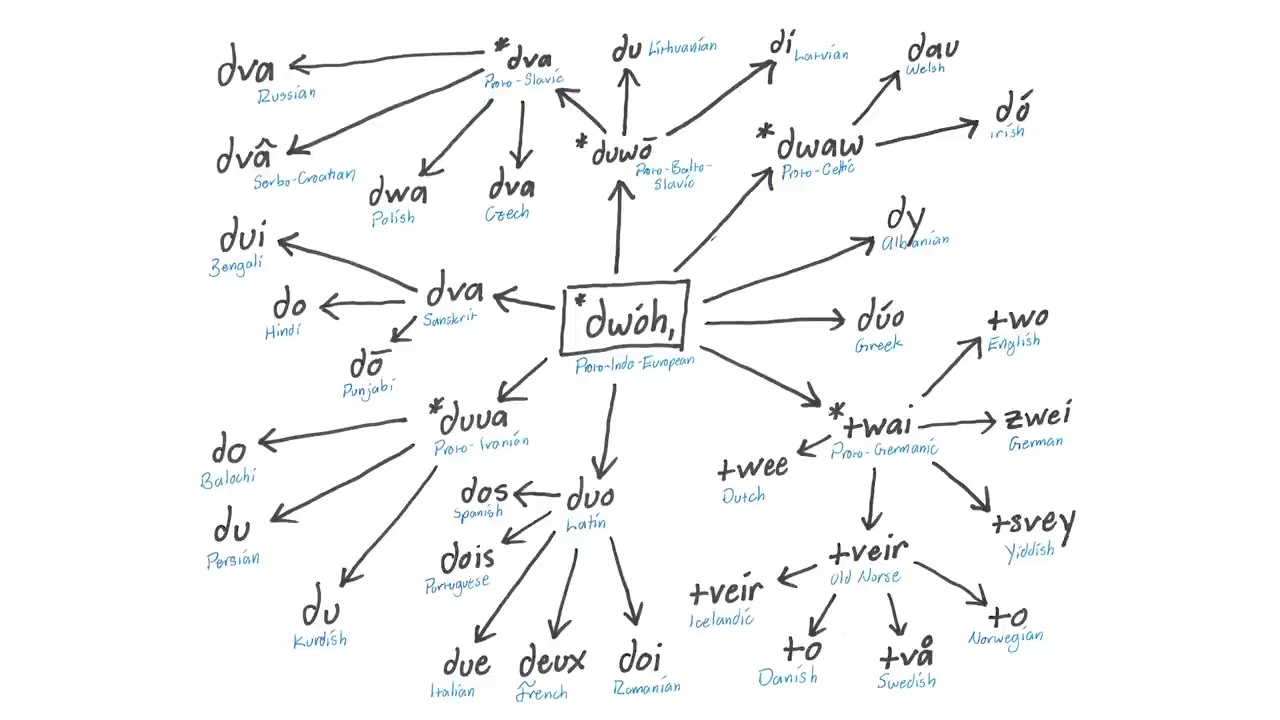 dva
Russian
*dva
Proto-Slavic
du Lithuanian
di
Latvian
dau
Welsh
dó
Irish
dvâ
Serbo-Croatian
dwa
Polish
dva
Czech
*duwō
Proto-Balto-
Slavic
*dwaw
Proto-Celtic
dy
Albanian
dui
Bengali
do
Hindi
dva
Sanskrit
dō
Punjabi
*dwóh₁
Proto-Indo-European
dúo
Greek
two
English
*duua
Proto-Iranian
do
Balochi
du
Persian
du
Kurdish
*twai
Proto-Germanic
zwei
German
twee
Dutch
tsvey
Yiddish
dos
Spanish
duo
Latin
dois
Portuguese
due
Italian
deux
French
doi
Romanian
tveir
Old Norse
tveir
Icelandic
to
Norwegian
to
Danish
två
Swedish